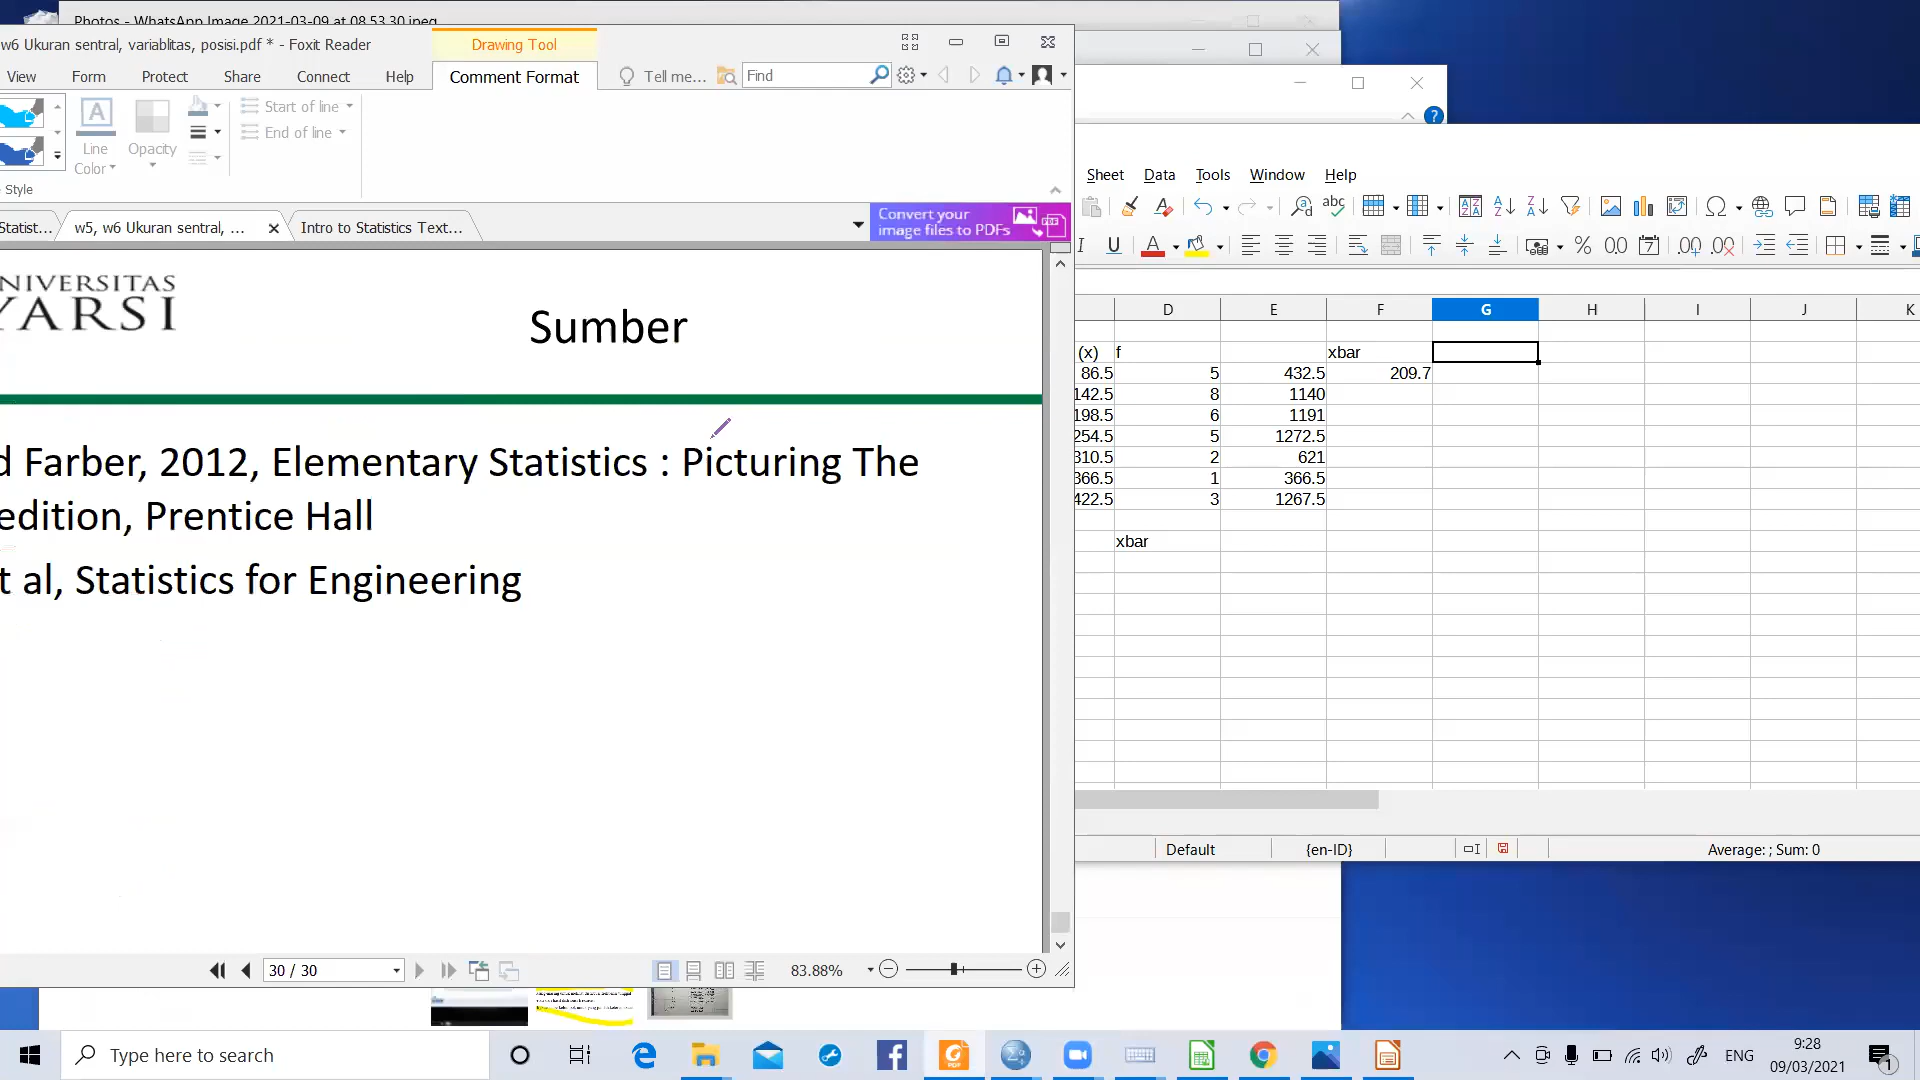 Photos - WhatsApp Image 2021-03-09 at 08.53.30.jpeg
w6 Ukuran sentral, variablitas, posisi.pdf * - Foxit Reader
Drawing Tool
View Form Protect Share Connect Help Comment Format Tell me... Find
Start of line
End of line
Line Color
Opacity
Style
Statist... w5, w6 Ukuran sentral, ... Intro to Statistics Text...
Convert your
image files to PDFs
NIVERSITAS
YARSI
Sumber
d Farber, 2012, Elementary Statistics : Picturing The
edition, Prentice Hall
t al, Statistics for Engineering
30 / 30
83.88%
Sheet Data Tools Window Help
D E F G H I J K
(x) f xbar
86.5 5 432.5 209.7
142.5 8 1140
198.5 6 1191
254.5 5 1272.5
310.5 2 621
366.5 1 366.5
422.5 3 1267.5
xbar
Default {en-ID} Average: ; Sum: 0
Type here to search
ENG
9:28
09/03/2021
1